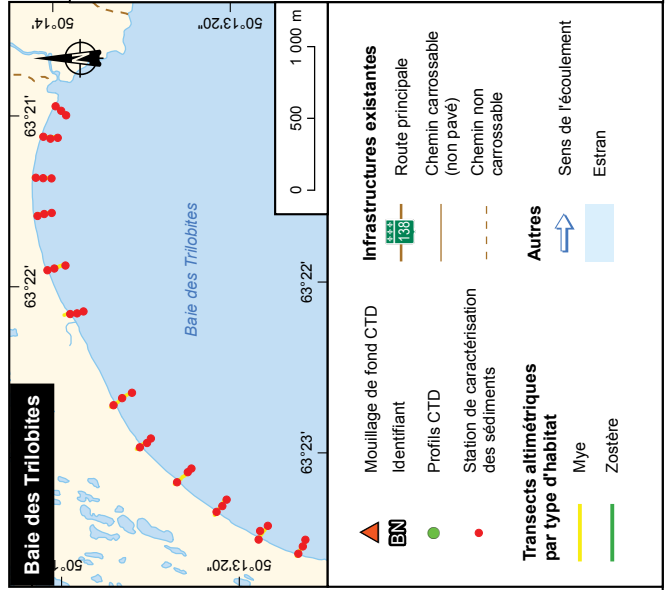 Baie des Trilobites
63°23'
63°22'
63°21'
50°14'
50°13'20"
50°13'20"
63°23'
63°22'
Baie des Trilobites
0 500 1 000 m
Mouillage de fond CTD
BN Identifiant
Profils CTD
Station de caractérisation
des sédiments
Transects altimétriques
par type d'habitat
Mye
Zostère
Infrastructures existantes
138 Route principale
Chemin carrossable
(non pavé)
Chemin non
carrossable
Autres
Sens de l'écoulement
Estran